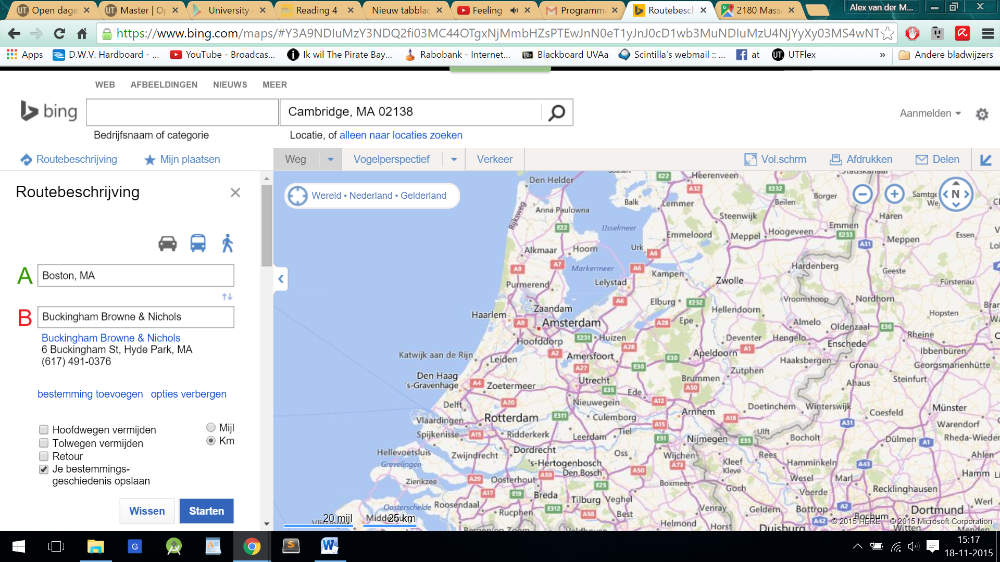 Open dage
Master | Op
University
Reading 4
Nieuw tabblad
Feeling
Programm
Routebesch
2180 Massa
Alex van der M...
https://www.bing.com/maps/#Y3A9NDIuMzY3NDQ2fi03MC44OTgxNjMmbHZsPTEwJnN0eT1yJnJ0cD1wb3MuNDIuMzU4NjYyXy03MS4wNT
Apps
D.W.V. Hardboard - ...
YouTube - Broadcas...
Ik wil The Pirate Bay...
Rabobank - Internet...
Blackboard UVAa
Scintilla's webmail :: ...
at
UTFlex
»
Andere bladwijzers
WEB AFBEELDINGEN NIEUWS MEER
bing
Cambridge, MA 02138
Aanmelden
Bedrijfsnaam of categorie
Locatie, of alleen naar locaties zoeken
Routebeschrijving
Mijn plaatsen
Weg
Vogelperspectief
Verkeer
Vol.schrm
Afdrukken
Delen
Routebeschrijving
A Boston, MA
B Buckingham Browne & Nichols
Buckingham Browne & Nichols
6 Buckingham St, Hyde Park, MA
(617) 491-0376
bestemming toevoegen opties verbergen
Hoofdwegen vermijden
Tolwegen vermijden
Retour
Je bestemmings-
geschiedenis opslaan
Mijl
Km
Wissen
Starten
Wereld • Nederland • Gelderland
N
Den Helder
E22
Heerenveen
Stadskanaal
A32
E232
Borger
Balk
Lemmer
Beilen
Rijksweg
Anna Paulowna
Steenwijk
Haren
E22
IJsselmeer
Emmen
Essen
Emmeloord
Meppel
Hoogeveen
E233
A31
Meppen
Alkmaar
Hoorn
Urk
A6
A9
A7
Markermeer
A6
Kampen
Hardenberg
Geeste
Purmerend
Lelystad
Zwolle
Fürstenau
A6
Elburg
E232
Vroomshoop
Nordhorn
Zaandam
Hellendoorn
Haarlem
A9
Amsterdam
A28
Epe
Almelo
Oldenzaal
E30
Hopsten
Hoofddorp
E231
Huizen
Deventer
Hengelo
Enschede
Rheine
A28
A1
Ibbenbüren
Katwijk aan de Rijn
Leiden
A2
Amersfoort
E30
Apeldoorn
Haaksbergen
Gronau
Georgsmarienhütte
Den Haag
's-Gravenhage
A27
E30
Zutphen
A4
Zoetermeer
Utrecht
Brummen
Ahaus
Steinfurt
E35
Ede
A50
Delft
A20
Nieuwegein
A12
Doetinchem
Winterswijk
Münster
Vlaardingen
Rotterdam
E311
Culemborg
Arnhem
A18
Coesfeld
A31
Warendorf
Spijkenisse
A15
Ridderkerk
Leerdam
Tiel
A15
Ulft
Bocholt
Dülmen
A1
Rheda-Wieden
E31
Nijmegen
E35
Hellevoetsluis
Zwijndrecht
Dordrecht
Oss
Wijchen
Rees
Ahlen
Grevelingen
's-Hertogenbosch
Den Bosch
A73
Kleef
Kleve
Hamminkeln
A43
Hamm
Zierikzee
A29
Oosterhout
A59
A50
Wesel
Marl
A17
E19
Breda
E25
Boxmeer
Goch
Voerde
Recklinghausen
Oosterschelde
Roosendaal
E312
Tilburg
Veghel
Venray
Geldern
Bottrop
A2
Werl
Rucphen
A58
Best
Dortmund
20 mijl
25 km
Helmond
Horst
A42
Bochum
Duisburg
Witten
Menden
© 2015 HERE © 2015 Microsoft Corporation
15:17
18-11-2015